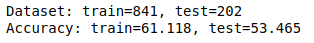 Dataset: train=841, test=202
Accuracy: train=61.118, test=53.465